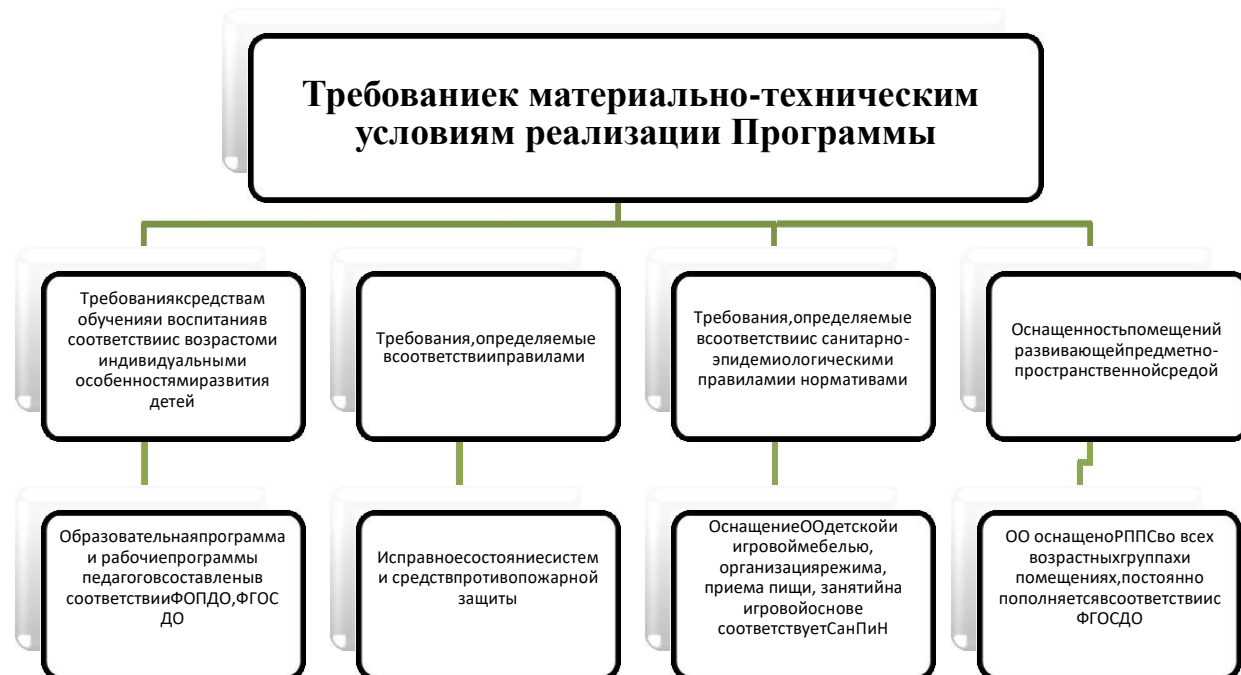 Требованиек материально-техническим
условиям реализации Программы
Требованияксредствам
обученияи воспитанияв
соответствиис возрастоми
индивидуальными
особенностямиразвития
детей
Требования,определяемые
всоответствииправилами
Требования,определяемые
всоответствиис санитарно-
эпидемиологическими
правиламии нормативами
Оснащенностьпомещений
развивающейпредметно-
пространственнойсредой
Образовательнаяпрограмма
и рабочиепрограммы
педагоговсоставленыв
соответствииФОПДО,ФГОС
ДО
Исправноесостояниесистем
и средствпротивопожарной
защиты
ОснащениеООдетскойи
игровоймебелью,
организациярежима,
приема пищи, занятийна
игровойоснове
соответствуетСанПиН
ОО оснащеноРППСво всех
возрастныхгруппахи
помещениях,постоянно
пополняетсявсоответствиис
ФГОСДО